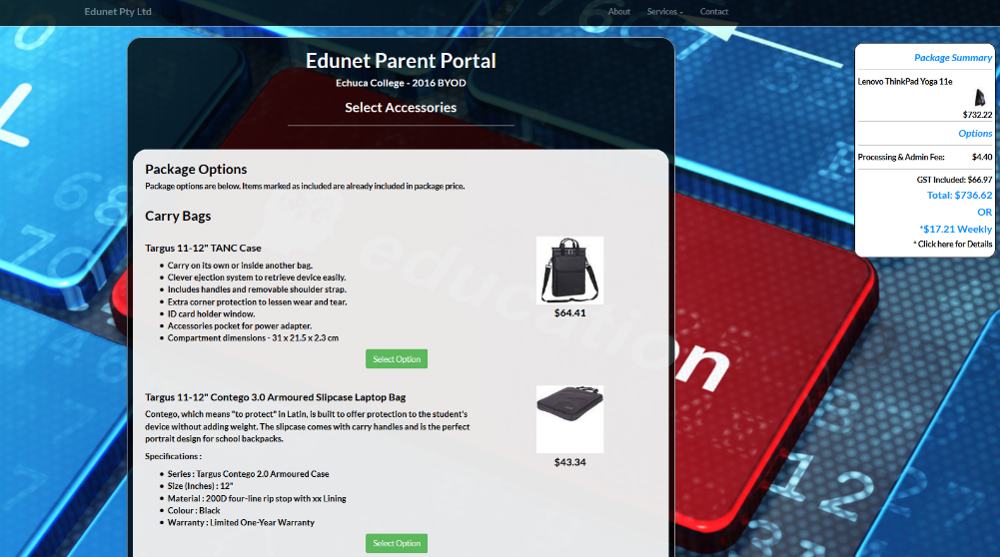 Edunet Pty Ltd
About
Services
Contact
Edunet Parent Portal
Echuca College - 2016 BYOD
Select Accessories
Package Options
Package options are below. Items marked as included are already included in package price.
Carry Bags
Targus 11-12" TANC Case
• Carry on its own or inside another bag.
• Clever ejection system to retrieve device easily.
• Includes handles and removable shoulder strap.
• Extra corner protection to lessen wear and tear.
• ID card holder window.
• Accessories pocket for power adapter.
• Compartment dimensions - 31 x 21.5 x 2.3 cm
$64.41
Select Option
Targus 11-12" Contego 3.0 Armoured Slipcase Laptop Bag
Contego, which means "to protect" in Latin, is built to offer protection to the student's
device without adding weight. The slipcase comes with carry handles and is the perfect
portrait design for school backpacks.
Specifications :
• Series : Targus Contego 2.0 Armoured Case
• Size (Inches) : 12"
• Material : 200D four-line rip stop with xx Lining
• Colour : Black
• Warranty : Limited One-Year Warranty
$43.34
Select Option
Package Summary
Lenovo ThinkPad Yoga 11e
$732.22
Options
Processing & Admin Fee: $4.40
GST Included: $66.97
Total: $736.62
OR
*$17.21 Weekly
* Click here for Details
education
12